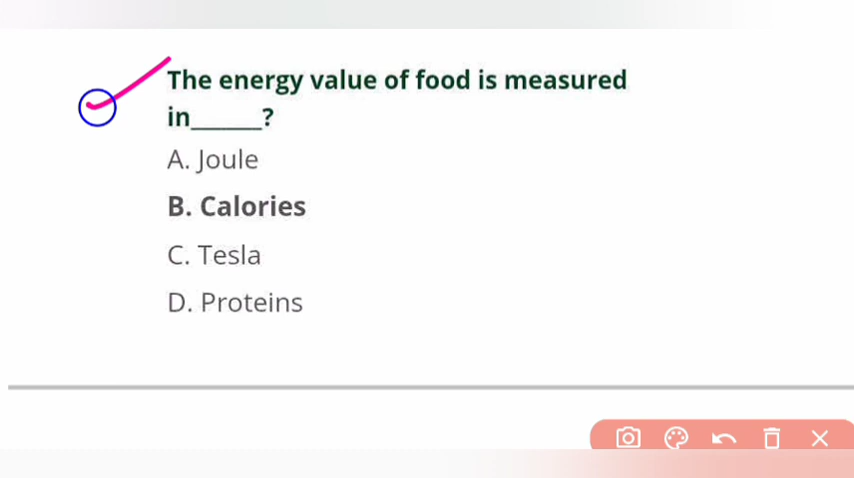 The energy value of food is measured
in______?
A. Joule
B. Calories
C. Tesla
D. Proteins